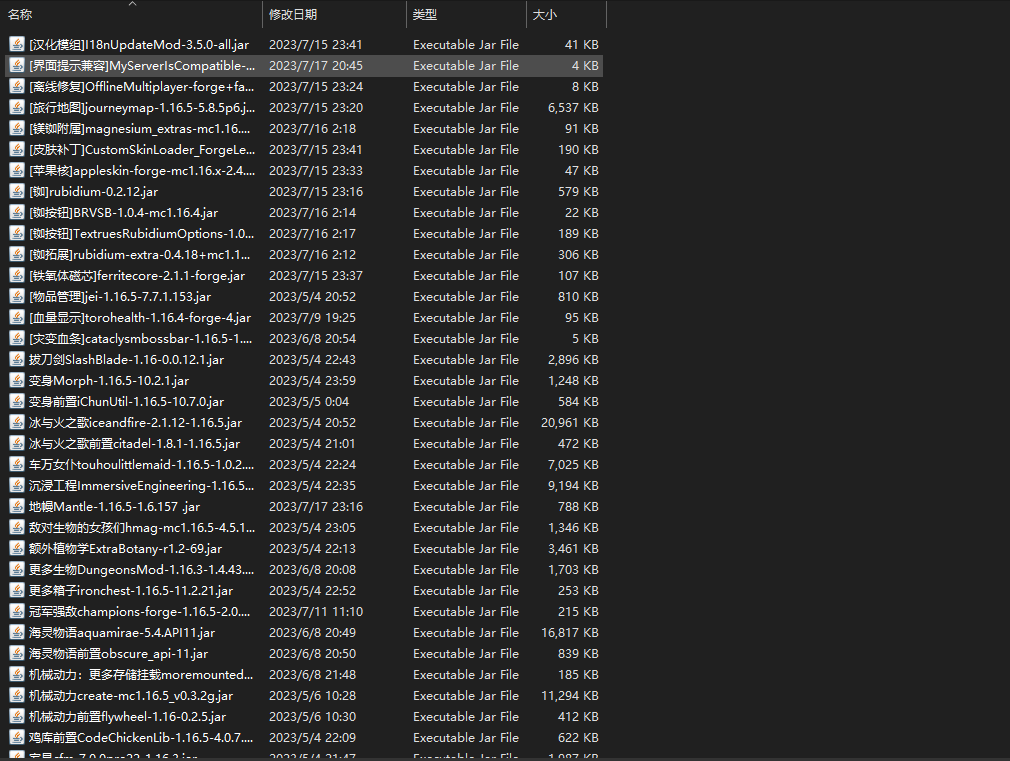 名称 修改日期 类型 大小
[汉化模组]I18nUpdateMod-3.5.0-all.jar 2023/7/15 23:41 Executable Jar File 41 KB
[界面提示兼容]MyServerIsCompatible-... 2023/7/17 20:45 Executable Jar File 4 KB
[离线修复]OfflineMultiplayer-forge+fa... 2023/7/15 23:24 Executable Jar File 8 KB
[旅行地图]journeymap-1.16.5-5.8.5p6.j... 2023/7/15 23:20 Executable Jar File 6,537 KB
[镁铷附属]magnesium_extras-mc1.16.... 2023/7/16 2:18 Executable Jar File 91 KB
[皮肤补丁]CustomSkinLoader_ForgeLe... 2023/7/15 23:41 Executable Jar File 190 KB
[苹果核]appleskin-forge-mc1.16.x-2.4.... 2023/7/15 23:33 Executable Jar File 47 KB
[铷]rubidium-0.2.12.jar 2023/7/15 23:16 Executable Jar File 579 KB
[铷按钮]BRVSB-1.0.4-mc1.16.4.jar 2023/7/16 2:14 Executable Jar File 22 KB
[铷按钮]TextruesRubidiumOptions-1.0... 2023/7/16 2:17 Executable Jar File 189 KB
[铷拓展]rubidium-extra-0.4.18+mc1.1... 2023/7/16 2:12 Executable Jar File 306 KB
[铁氧体磁芯]ferritecore-2.1.1-forge.jar 2023/7/15 23:37 Executable Jar File 107 KB
[物品管理]jei-1.16.5-7.7.1.153.jar 2023/5/4 20:52 Executable Jar File 810 KB
[血量显示]torohealth-1.16.4-forge-4.jar 2023/7/9 19:25 Executable Jar File 95 KB
[灾变血条]cataclysmbossbar-1.16.5-1.... 2023/6/8 20:54 Executable Jar File 5 KB
拔刀剑SlashBlade-1.16-0.0.12.1.jar 2023/5/4 22:43 Executable Jar File 2,896 KB
变身Morph-1.16.5-10.2.1.jar 2023/5/4 23:59 Executable Jar File 1,248 KB
变身前置iChunUtil-1.16.5-10.7.0.jar 2023/5/5 0:04 Executable Jar File 584 KB
冰与火之歌iceandfire-2.1.12-1.16.5.jar 2023/5/4 20:52 Executable Jar File 20,961 KB
冰与火之歌前置citadel-1.8.1-1.16.5.jar 2023/5/4 21:01 Executable Jar File 472 KB
车万女仆touhoulittlemaid-1.16.5-1.0.2.... 2023/5/4 22:24 Executable Jar File 7,025 KB
沉浸工程ImmersiveEngineering-1.16.5... 2023/5/4 22:35 Executable Jar File 9,194 KB
地幔Mantle-1.16.5-1.6.157 .jar 2023/7/17 23:16 Executable Jar File 788 KB
敌对生物的女孩们hmag-mc1.16.5-4.5.1... 2023/5/4 23:05 Executable Jar File 1,346 KB
额外植物学ExtraBotany-r1.2-69.jar 2023/5/4 22:13 Executable Jar File 3,461 KB
更多生物DungeonsMod-1.16.3-1.4.43.... 2023/6/8 20:08 Executable Jar File 1,703 KB
更多箱子ironchest-1.16.5-11.2.21.jar 2023/5/4 22:52 Executable Jar File 253 KB
冠军强敌champions-forge-1.16.5-2.0.... 2023/7/11 11:10 Executable Jar File 215 KB
海灵物语aquamirae-5.4.API11.jar 2023/6/8 20:49 Executable Jar File 16,817 KB
海灵物语前置obscure_api-11.jar 2023/6/8 20:50 Executable Jar File 839 KB
机械动力：更多存储挂载moremounted... 2023/6/8 21:48 Executable Jar File 185 KB
机械动力create-mc1.16.5_v0.3.2g.jar 2023/5/6 10:28 Executable Jar File 11,294 KB
机械动力前置flywheel-1.16-0.2.5.jar 2023/5/6 10:30 Executable Jar File 412 KB
鸡库前置CodeChickenLib-1.16.5-4.0.7.... 2023/5/4 22:09 Executable Jar File 622 KB
2023/5/4 21:47 Executable Jar File